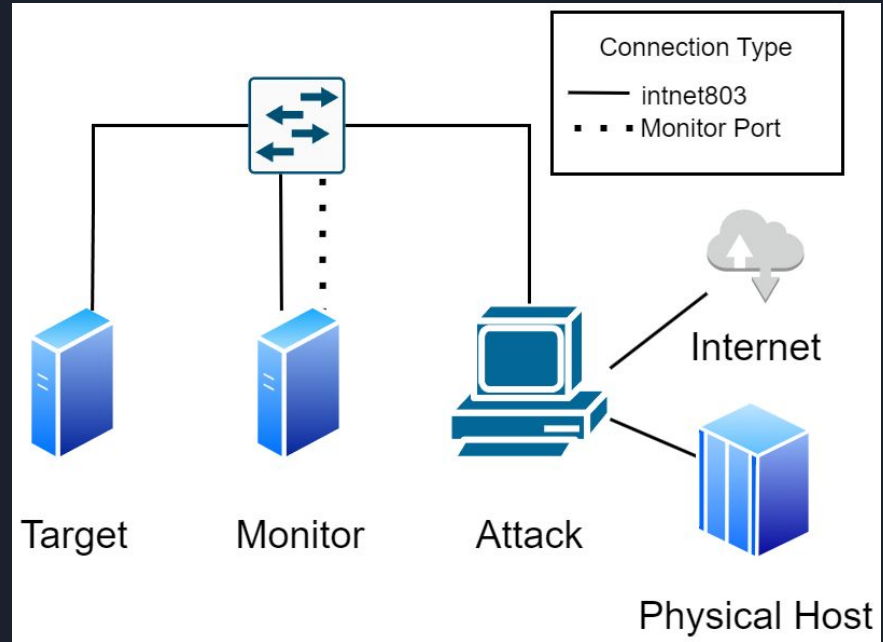 Connection Type
intnet803
Monitor Port
Internet
Target
Monitor
Attack
Physical Host